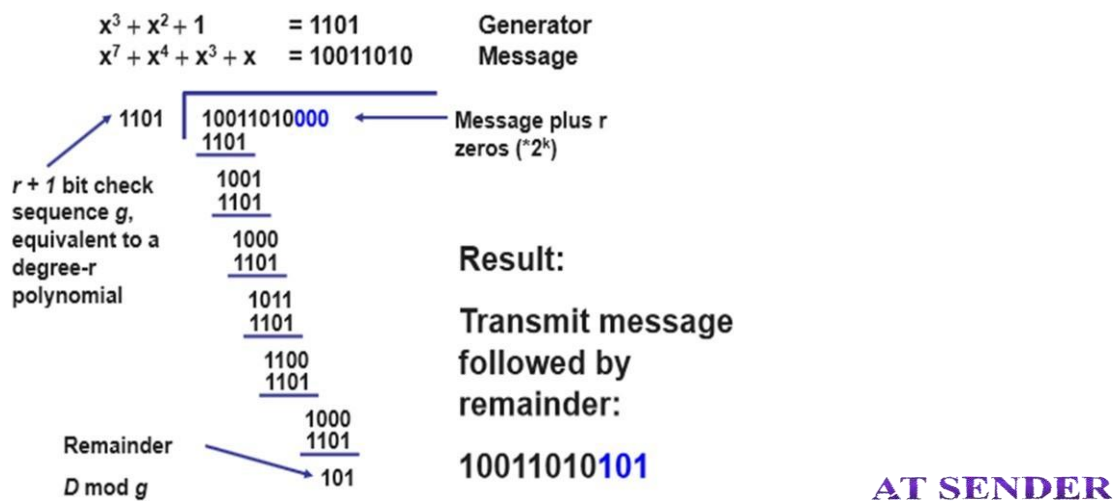 x³ + x² + 1 = 1101 Generator
x⁷ + x⁴ + x³ + x = 10011010 Message
1101 10011010000
Message plus r
zeros (*2ᵏ)
1101
r + 1 bit check
sequence g,
equivalent to a
degree-r
polynomial
1001
1101
1000
1101
1011
1101
1100
1101
1000
1101
101
Remainder
D mod g
Result:
Transmit message
followed by
remainder:
10011010101
AT SENDER